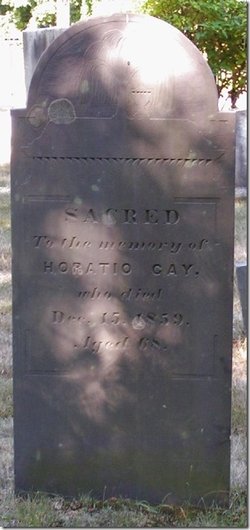 SACRED
To the memory of
HORATIO GAY,
who died
Dec. 15, 1859,
Aged 68.